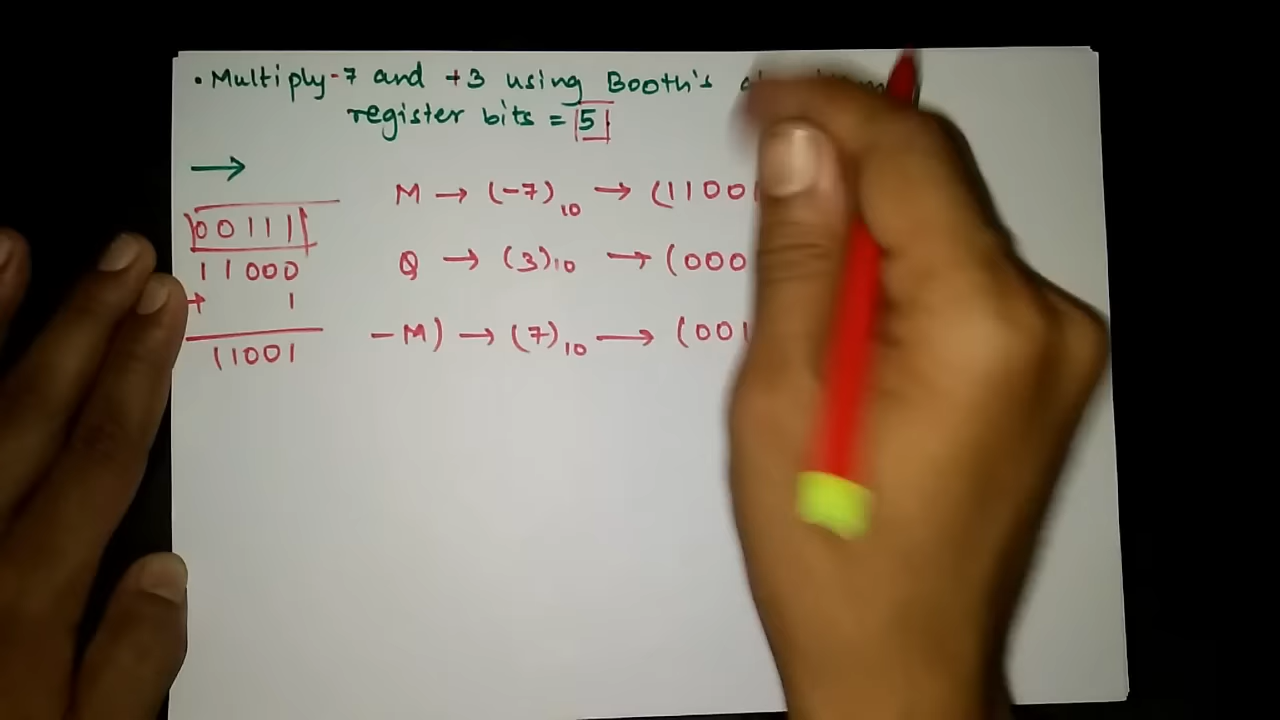 • Multiply -7 and +3 using Booth's
register bits = 5
→
M → (-7)10 → (11001
Q → (3)10 → (000
-M) → (7)10 → (001
00111
11000
+ 1
11001